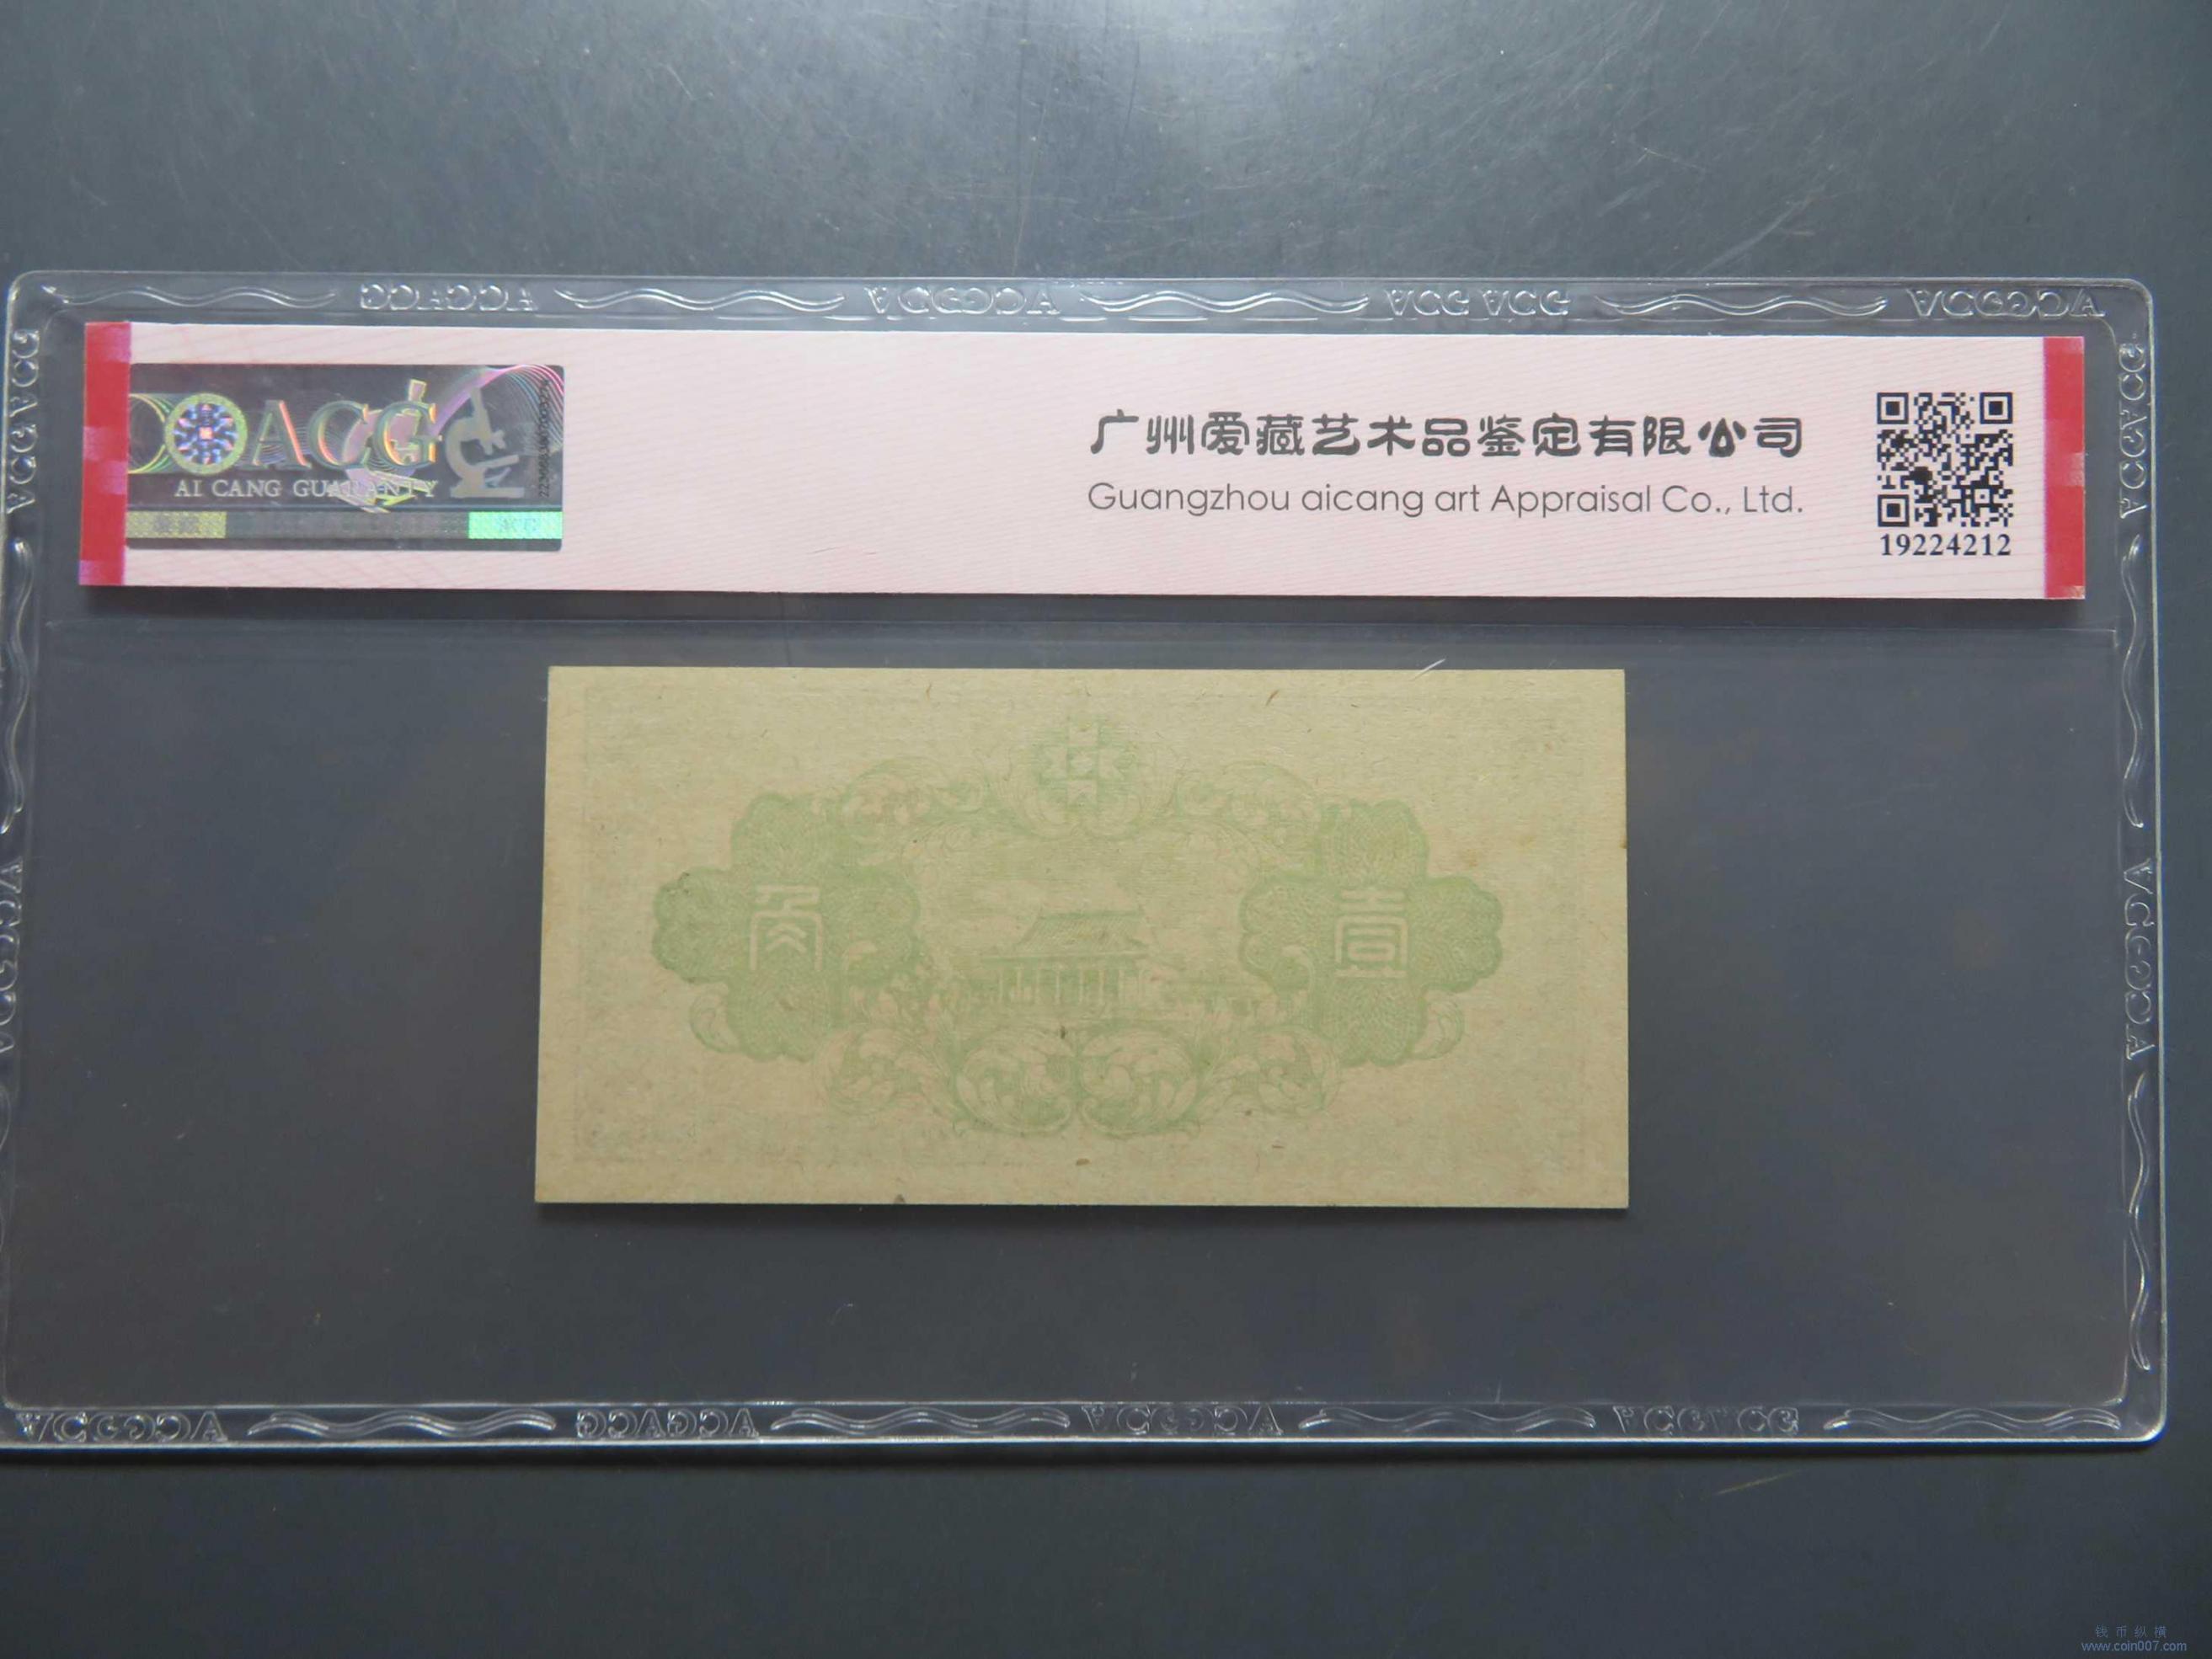 ACG
AI CANG GUARANTY
广州爱藏艺术品鉴定有限公司
Guangzhou aicang art Appraisal Co., Ltd.
19224212
角 壹
钱币纵横
www.coin007.com